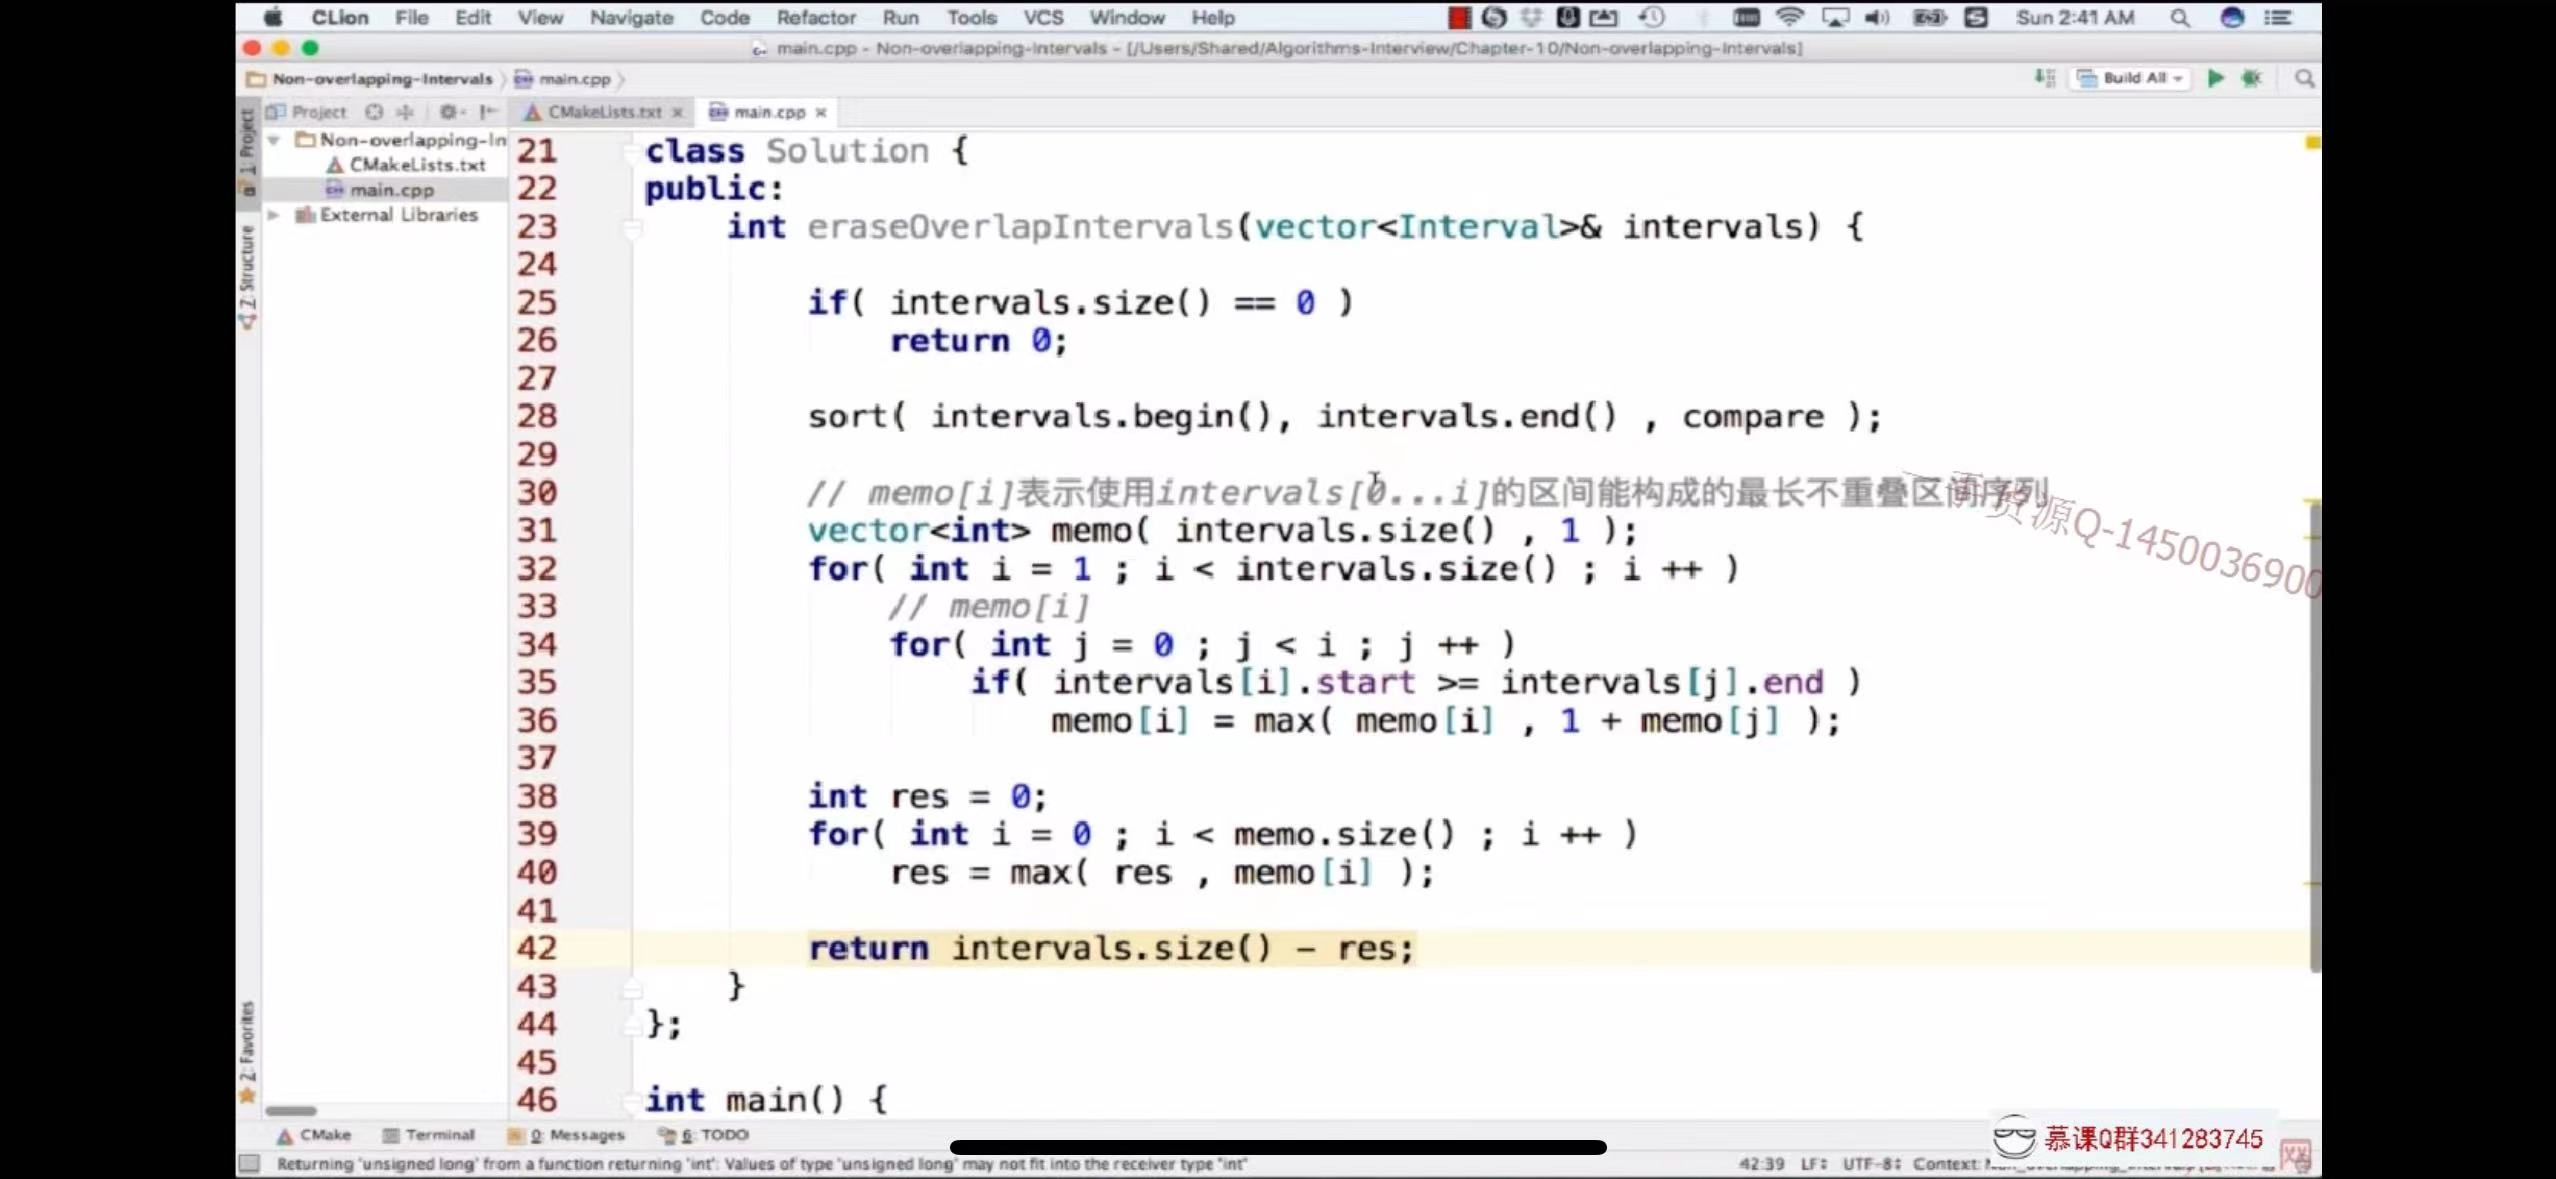 CLion File Edit View Navigate Code Refactor Run Tools VCS Window Help Sun 2:41 AM
main.cpp - Non-overlapping-Intervals - [/Users/Shared/Algorithms-Interview/Chapter-10/Non-overlapping-Intervals]
Non-overlapping-Intervals main.cpp Build All
Project CMakeLists.txt main.cpp
1: Project
Non-overlapping-In
CMakeLists.txt
main.cpp
External Libraries
Z: Structure
2: Favorites
21 class Solution {
22 public:
23 int eraseOverlapIntervals(vector<Interval>& intervals) {
24
25 if( intervals.size() == 0 )
26 return 0;
27
28 sort( intervals.begin(), intervals.end() , compare );
29
30 // memo[i]表示使用intervals[0...i]的区间能构成的最长不重叠区间序列
31 vector<int> memo( intervals.size() , 1 );
32 for( int i = 1 ; i < intervals.size() ; i ++ )
33 // memo[i]
34 for( int j = 0 ; j < i ; j ++ )
35 if( intervals[i].start >= intervals[j].end )
36 memo[i] = max( memo[i] , 1 + memo[j] );
37
38 int res = 0;
39 for( int i = 0 ; i < memo.size() ; i ++ )
40 res = max( res , memo[i] );
41
42 return intervals.size() - res;
43 }
44 };
45
46 int main() {
资源Q-1450036900
CMake Terminal 0: Messages 6: TODO
慕课Q群341283745
Returning 'unsigned long' from a function returning 'int': Values of type 'unsigned long' may not fit into the receiver type 'int' 42:39 LF÷ UTF-8÷ Context: